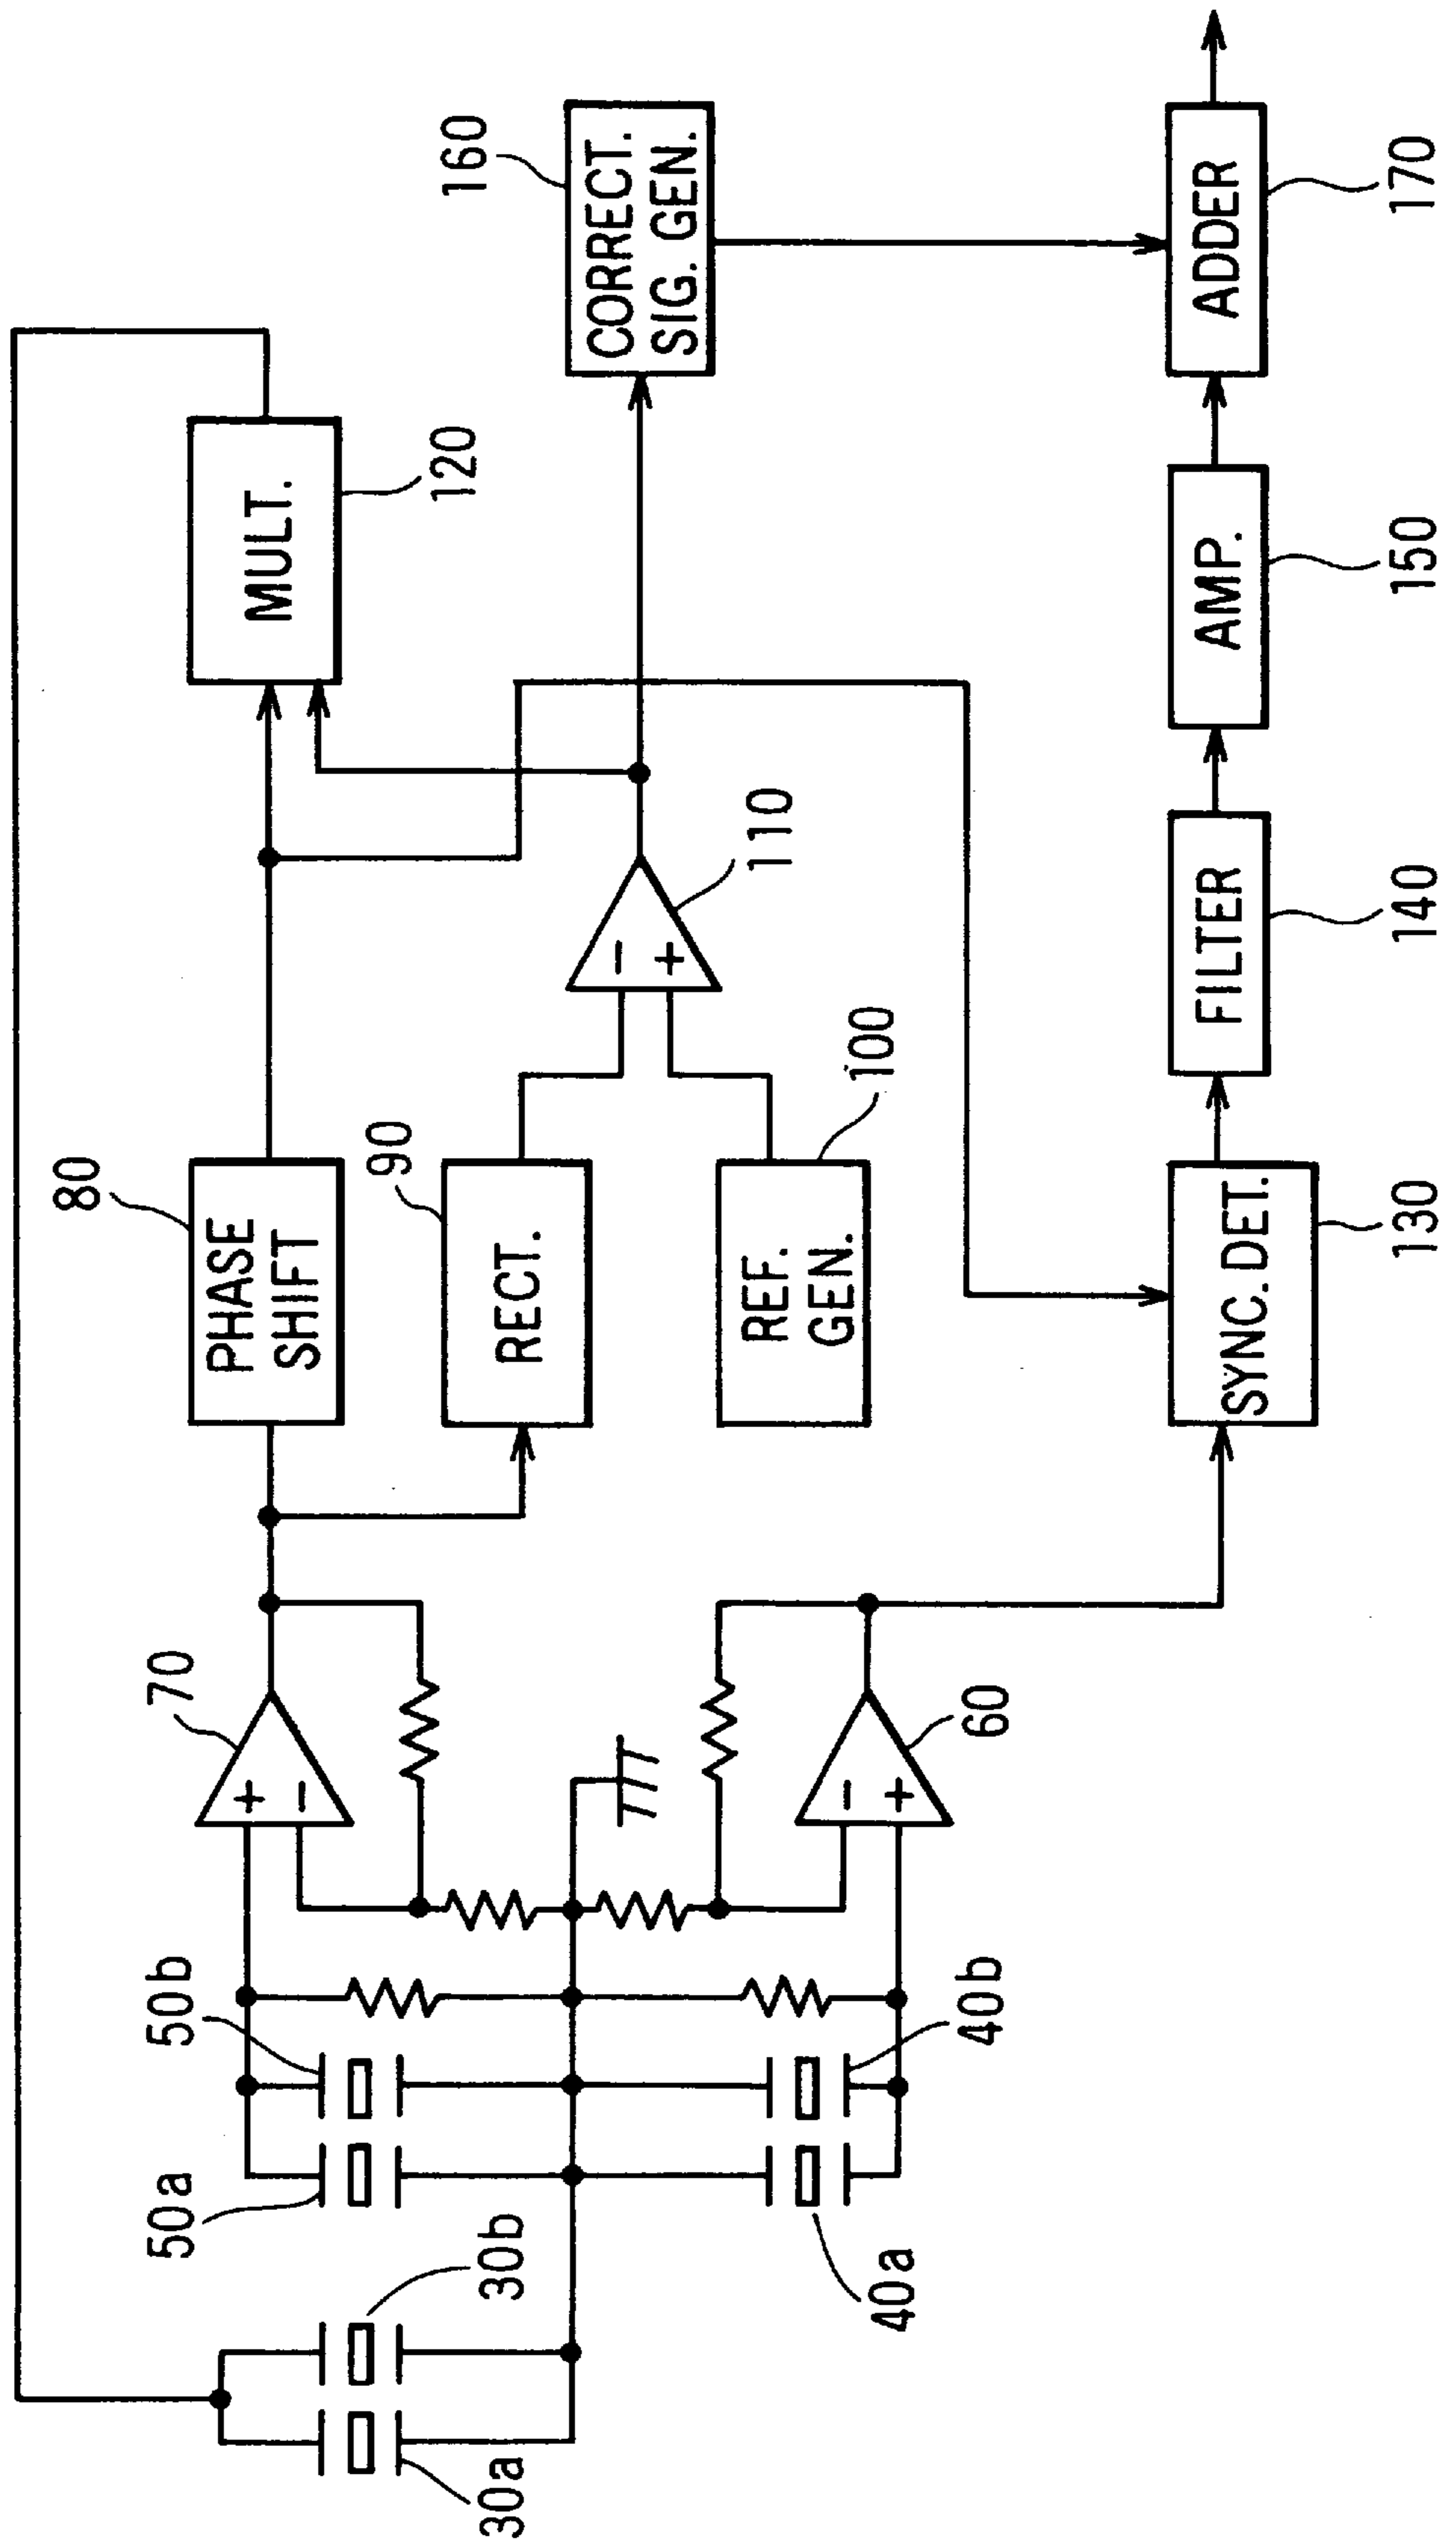 80
PHASE
SHIFT
MULT.
120
70
+
−
90
RECT.
−
+
110
160
CORRECT.
SIG. GEN.
REF.
GEN.
100
50a
50b
30a
30b
40a
40b
−
+
60
SYNC. DET.
130
FILTER
140
AMP.
150
ADDER
170